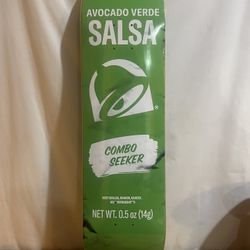 AVOCADO VERDE
SALSA
COMBO
SEEKER
NET WT. 0.5 oz (14g)